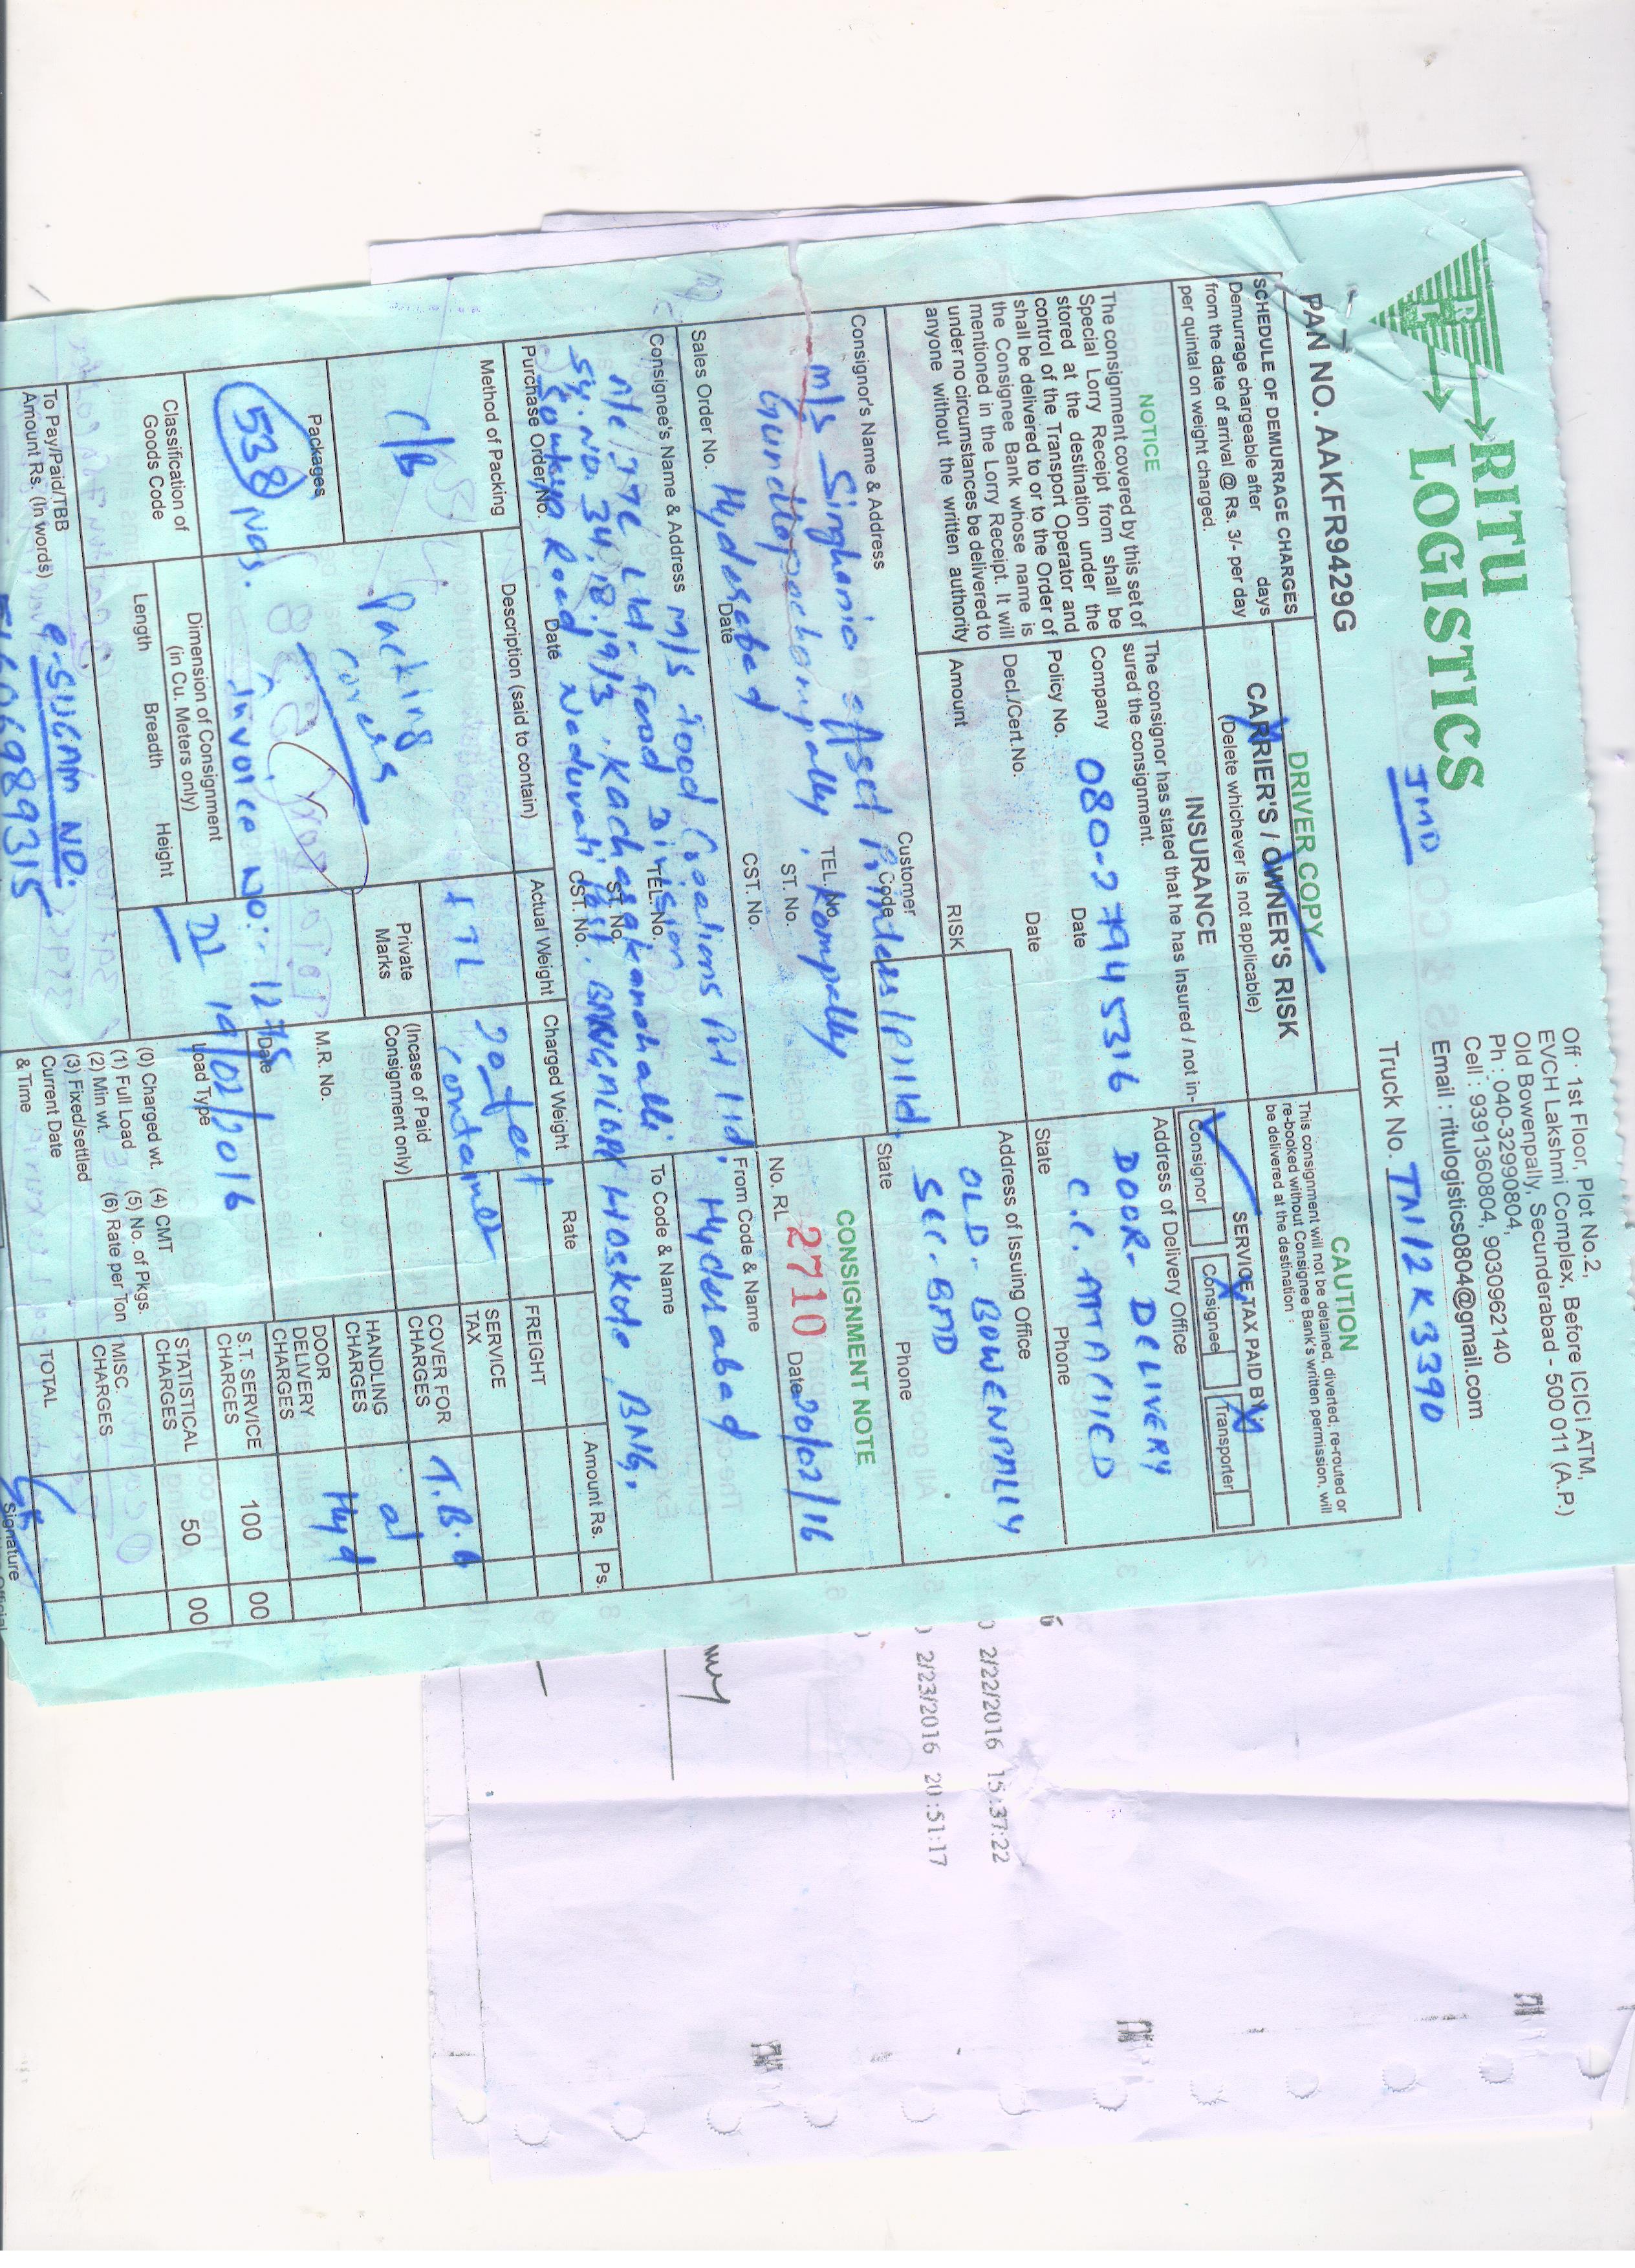 RITU
LOGISTICS
JMD
Off : 1st Floor, Plot No.2,
EVCH Lakshmi Complex, Before ICICI ATM,
Old Bowenpally, Secunderabad - 500 011 (A.P.)
Ph : 040-32990804,
Cell : 9391360804, 9030962140
Email : ritulogistics0804@gmail.com
PAN NO. AAKFR9429G
Truck No. TN12K3390
SCHEDULE OF DEMURRAGE CHARGES
Demurrage chargeable after days
from the date of arrival @ Rs. 3/- per day
per quintal on weight charged.
DRIVER COPY
CARRIER'S / OWNER'S RISK
(Delete whichever is not applicable)
CAUTION
This consignment will not be detained, diverted, re-routed or
re-booked without Consignee Bank's written permission, will
be delivered at the destination :
NOTICE
The consignment covered by this set of
Special Lorry Receipt from shall be
stored at the destination under the
control of the Transport Operator and
shall be delivered to or to the Order of
the Consignee Bank whose name is
mentioned in the Lorry Receipt. It will
under no circumstances be delivered to
anyone without the written authority
INSURANCE
The consignor has stated that he has Insured / not in-
sured the consignment.
Company 080-27945316 Date
Policy No.
Decl./Cert.No. Date
Amount RISK
SERVICE TAX PAID BY
Consignor Consigned Transporter
Address of Delivery Office
DOOR-DELIVERY
C.C. ATTATCHED
State Phone
Address of Issuing Office
OLD-BOWENPALLY
SEC-BAD
State Phone
Consignor's Name & Address
Customer Code
M/s Singhania offset Printers (P) ltd,
Gundlapochampally, Kompally
Hyderabad
TEL. No.
ST. No.
CST. No.
Sales Order No. Date
CONSIGNMENT NOTE
No. RL 2710 Date 20/02/16
From Code & Name
Hyderabad
Consignee's Name & Address M/s Food Creations Pvt Ltd,
ITC Ltd. Food Division
Sy. No. 34, 18, 19/3, Kacharakanahalli
Road Naduvati Hoskote, BNG.
TEL. No.
ST. No.
CST. No.
Purchase Order No. Date
To Code & Name
Method of Packing
C/B
Description (said to contain)
Packing
Covers
Actual Weight
FTL
Charged Weight
20 feet
Container
Rate
Amount Rs. Ps.
Packages
538 Nos.
Private
Marks
(Incase of Paid
Consignment only)
M.R. No.
Invoice No:- 1275
Date
Dt 19/02/2016
FREIGHT
SERVICE
TAX
COVER FOR
CHARGES
T.B.B
HANDLING
CHARGES
at
DOOR
DELIVERY
CHARGES
Hyd
S.T. SERVICE
CHARGES
100 00
STATISTICAL
CHARGES
50 00
MISC.
CHARGES
TOTAL
Classification of
Goods Code
Dimension of Consignment
(in Cu. Meters only)
Length Breadth Height
Load Type
(0) Charged wt. (4) CMT
(1) Full Load (5) No. of Pkgs.
(2) Min wt. (6) Rate per Ton
(3) Fixed/settled
Current Date
& Time
To Pay/Paid/TBB
Amount Rs. (In words)
e-SUGAM NO:
Signature
2/22/2016 15:37:22
2/23/2016 20:51:17